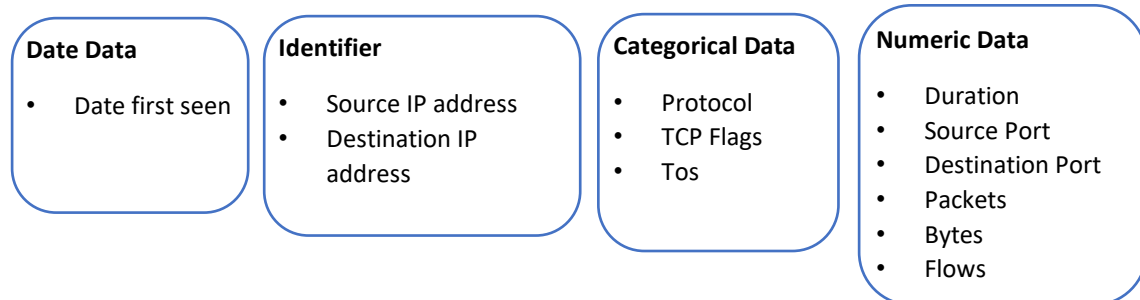 Date Data
• Date first seen
Identifier
• Source IP address
• Destination IP
address
Categorical Data
• Protocol
• TCP Flags
• Tos
Numeric Data
• Duration
• Source Port
• Destination Port
• Packets
• Bytes
• Flows